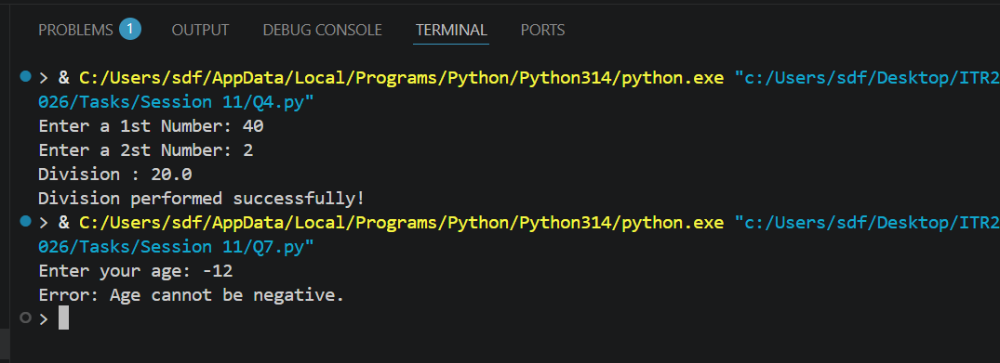 PROBLEMS 1 OUTPUT DEBUG CONSOLE TERMINAL PORTS
> & C:/Users/sdf/AppData/Local/Programs/Python/Python314/python.exe "c:/Users/sdf/Desktop/ITR2
026/Tasks/Session 11/Q4.py"
Enter a 1st Number: 40
Enter a 2st Number: 2
Division : 20.0
Division performed successfully!
> & C:/Users/sdf/AppData/Local/Programs/Python/Python314/python.exe "c:/Users/sdf/Desktop/ITR2
026/Tasks/Session 11/Q7.py"
Enter your age: -12
Error: Age cannot be negative.
>